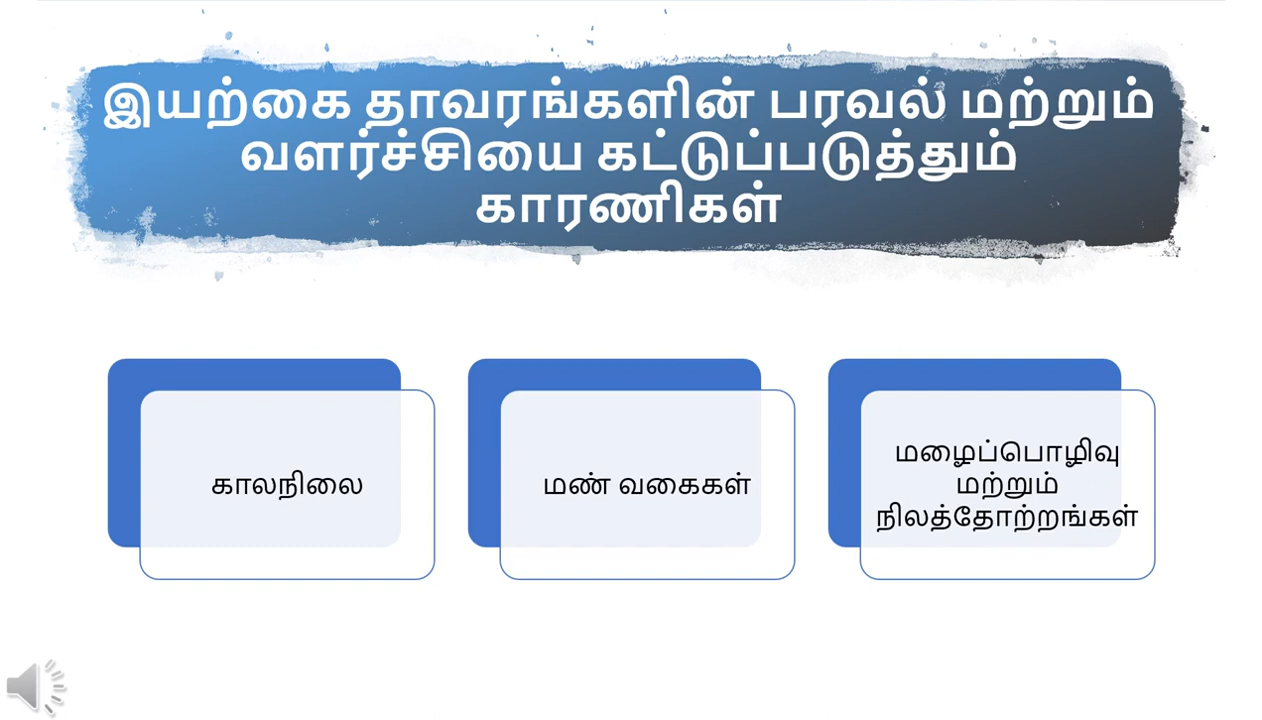 இயற்கை தாவரங்களின் பரவல் மற்றும்
வளர்ச்சியை கட்டுப்படுத்தும்
காரணிகள்
காலநிலை
மண் வகைகள்
மழைப்பொழிவு
மற்றும்
நிலத்தோற்றங்கள்